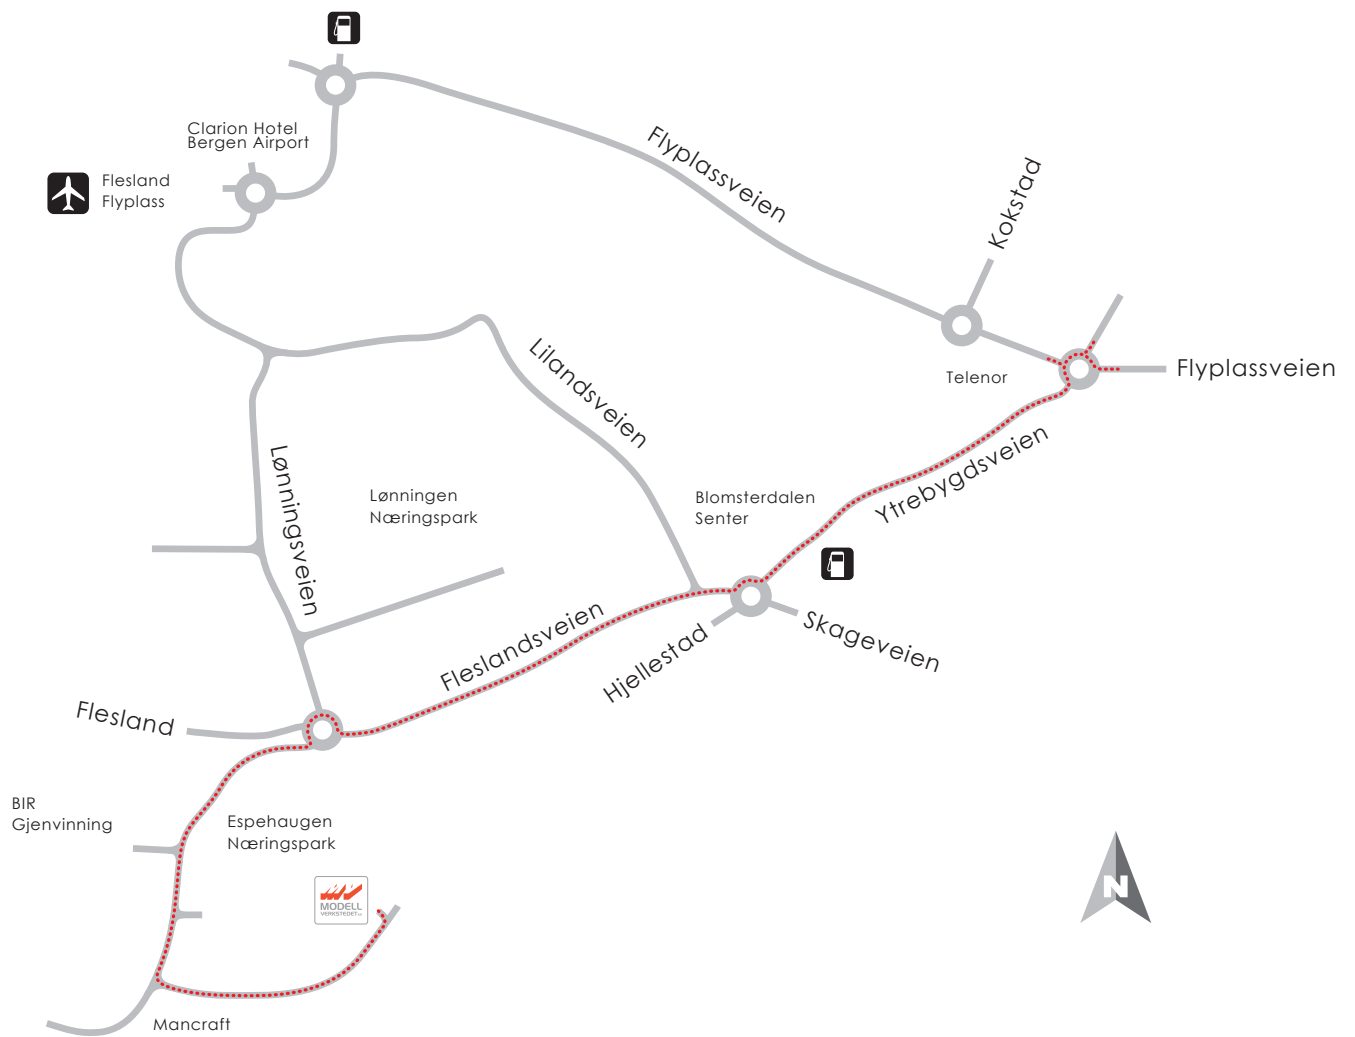 Clarion Hotel
Bergen Airport
Flesland
Flyplass
Flyplassveien
Kokstad
Lilandsveien
Telenor
Flyplassveien
Lønningsveien
Lønningen
Næringspark
Blomsterdalen
Senter
Ytrebygdsveien
Fleslandsveien
Hjellestad
Skageveien
Flesland
BIR
Gjenvinning
Espehaugen
Næringspark
MODELL
VERKSTEDET
N
Mancraft